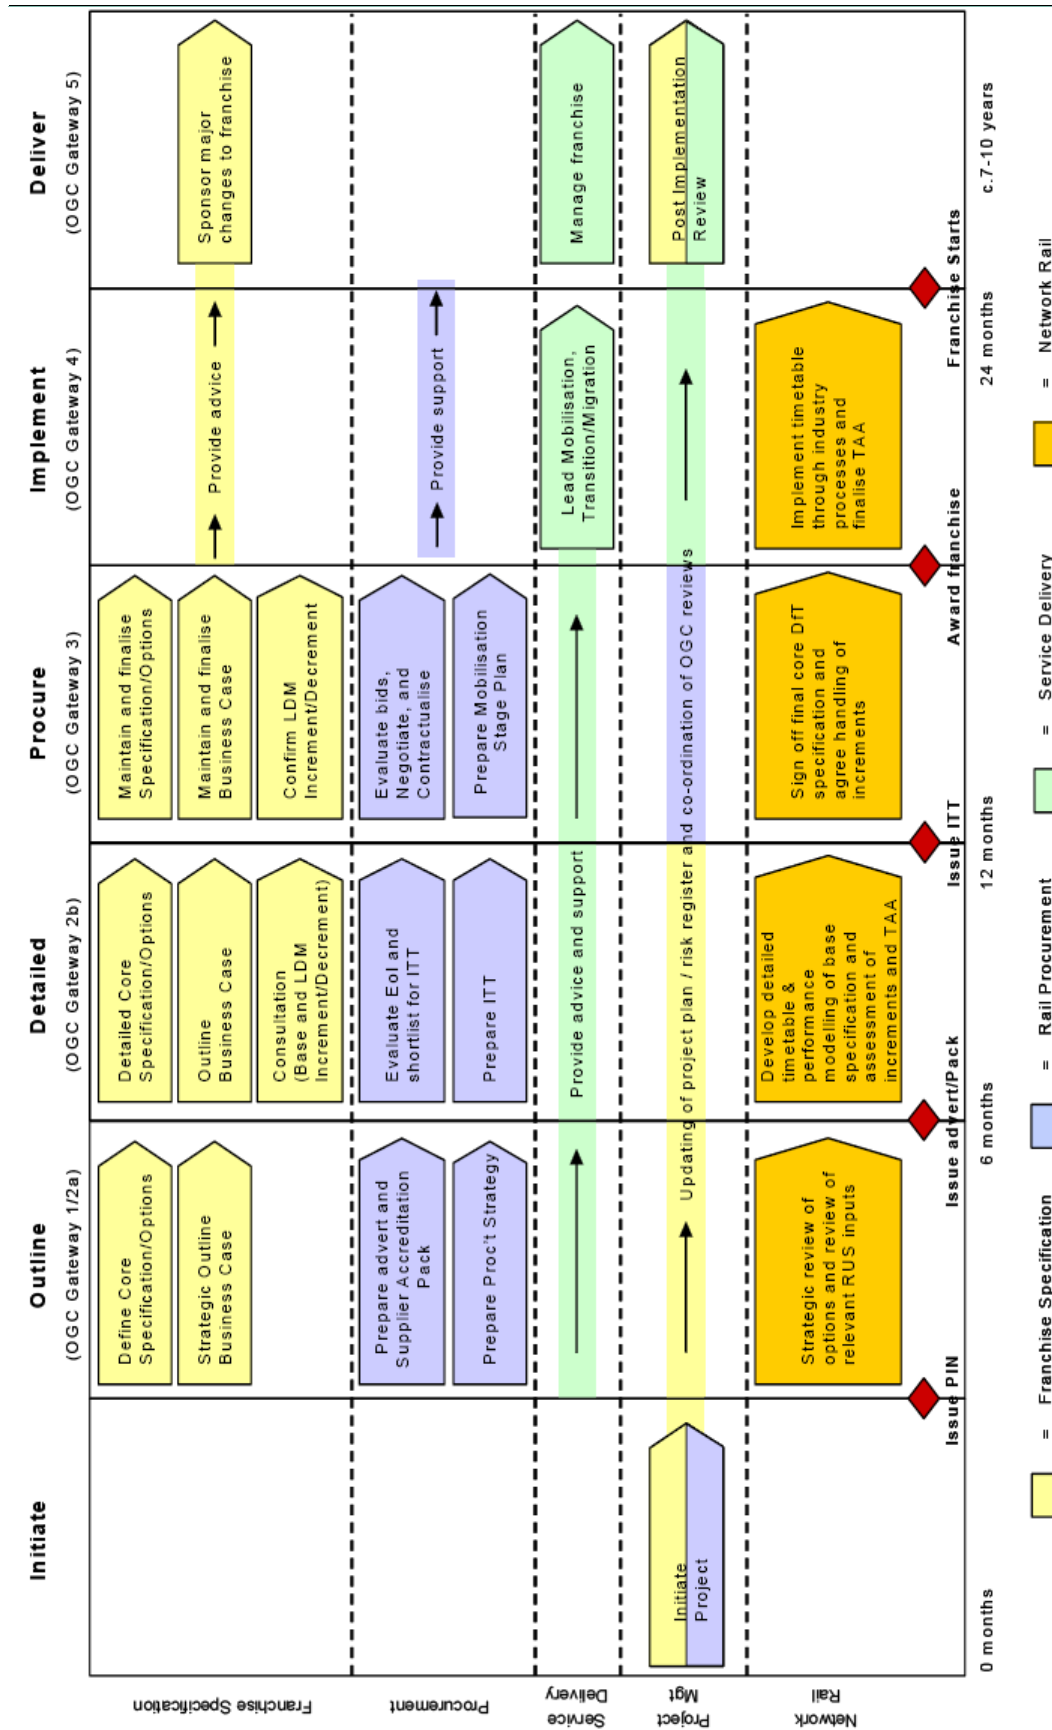 Initiate
Outline
(OGC Gateway 1/2a)
Detailed
(OGC Gateway 2b)
Procure
(OGC Gateway 3)
Implement
(OGC Gateway 4)
Deliver
(OGC Gateway 5)
Franchise Specification
Define Core
Specification/Options
Strategic Outline
Business Case
Detailed Core
Specification/Options
Outline
Business Case
Consultation
(Base and LDM
Increment/Decrement)
Maintain and finalise
Specification/Options
Maintain and finalise
Business Case
Confirm LDM
Increment/Decrement
Provide advice
Sponsor major
changes to franchise
Procurement
Prepare advert and
Supplier Accreditation
Pack
Prepare Proc't Strategy
Evaluate EoI and
shortlist for ITT
Prepare ITT
Evaluate bids,
Negotiate, and
Contractualise
Prepare Mobilisation
Stage Plan
Provide support
Service
Delivery
Provide advice and support
Lead Mobilisation,
Transition/Migration
Manage franchise
Project
Mgt
Initiate
Project
Updating of project plan / risk register and co-ordination of OGC reviews
Post Implementation
Review
Network
Rail
Strategic review of
options and review of
relevant RUS inputs
Develop detailed
timetable &
performance
modelling of base
specification and
assessment of
increments and TAA
Sign off final core DfT
specification and
agree handling of
increments
Implement timetable
through industry
processes and
finalise TAA
Issue PIN
Issue advert/Pack
Issue ITT
Award franchise
Franchise Starts
0 months
6 months
12 months
24 months
c.7-10 years
= Franchise Specification
= Rail Procurement
= Service Delivery
= Network Rail